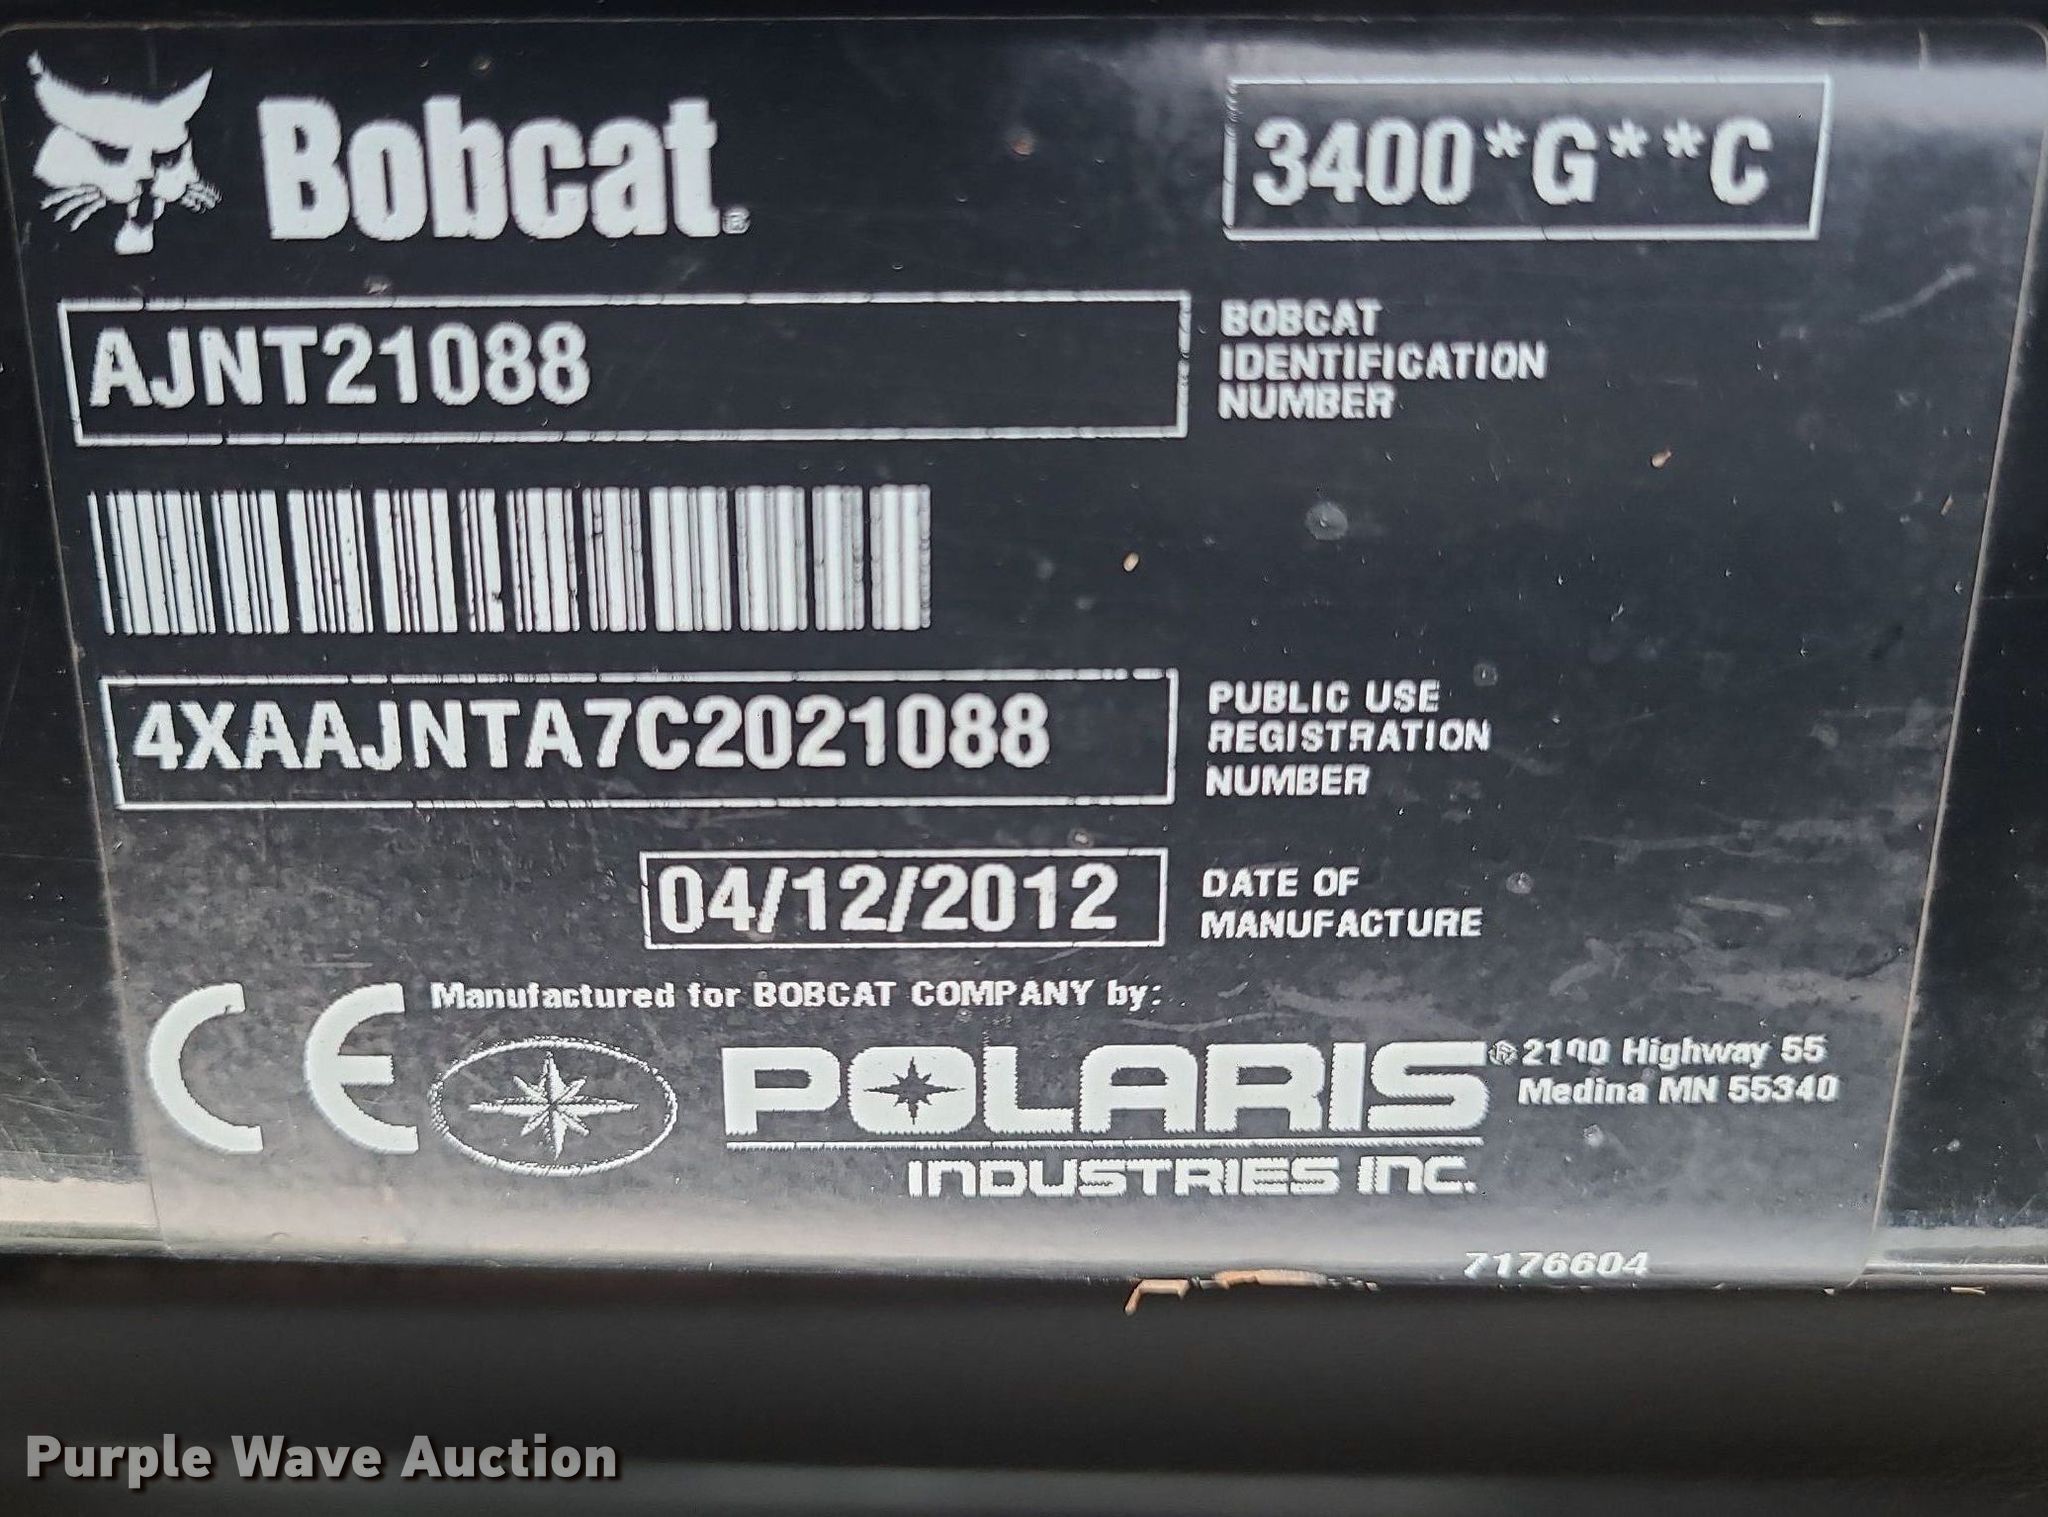 Bobcat®
3400*G**C
AJNT21088
BOBCAT
IDENTIFICATION
NUMBER
4XAAJNTA7C2021088
PUBLIC USE
REGISTRATION
NUMBER
04/12/2012
DATE OF
MANUFACTURE
CE
Manufactured for BOBCAT COMPANY by:
POLARIS®
INDUSTRIES INC.
2100 Highway 55
Medina MN 55340
7176604
Purple Wave Auction